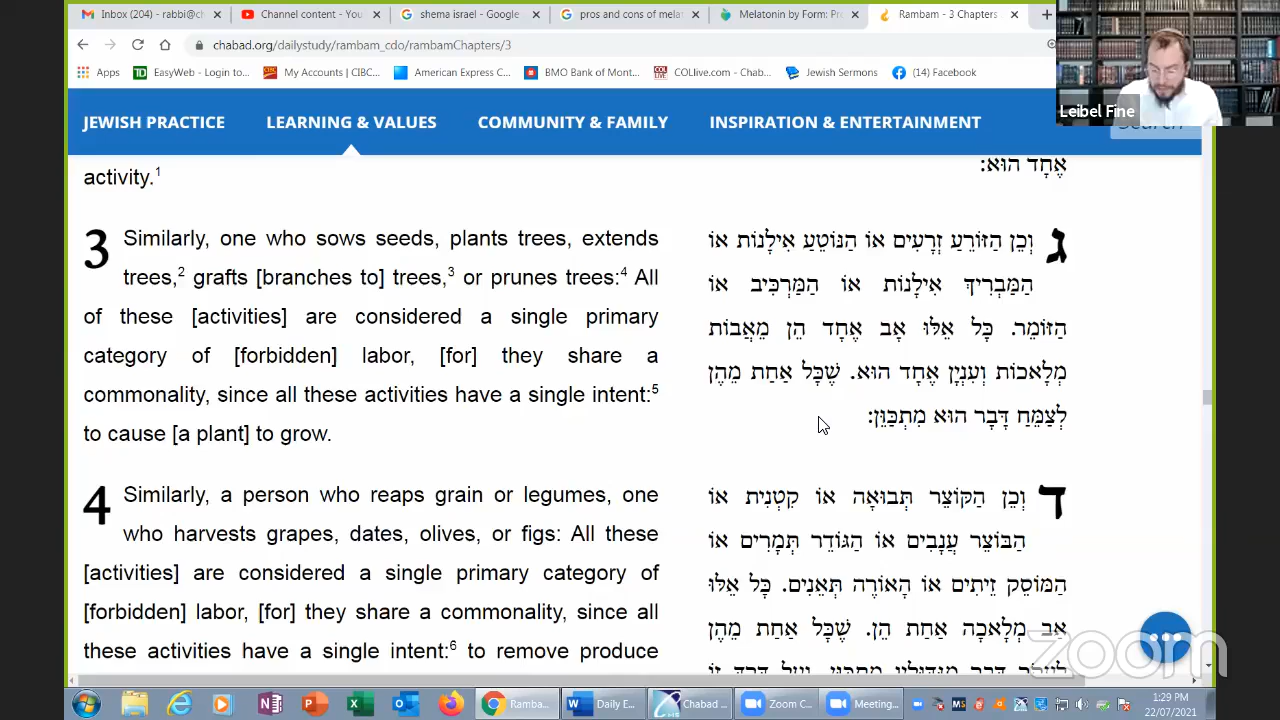 Inbox (204) - rabbi@ch
Channel content - You
shema israel - Google
pros and cons of melat
Melatonin by Form: Pr
Rambam - 3 Chapters
chabad.org/dailystudy/rambam_cdo/rambamChapters/3
Apps
EasyWeb - Login to...
My Accounts | CIBC...
American Express C...
BMO Bank of Mont...
COLlive.com - Chab...
Jewish Sermons
(14) Facebook
Leibel Fine
JEWISH PRACTICE
LEARNING & VALUES
COMMUNITY & FAMILY
INSPIRATION & ENTERTAINMENT
Search
activity.1
3 Similarly, one who sows seeds, plants trees, extends
trees,2 grafts [branches to] trees,3 or prunes trees:4 All
of these [activities] are considered a single primary
category of [forbidden] labor, [for] they share a
commonality, since all these activities have a single intent:5
to cause [a plant] to grow.
4 Similarly, a person who reaps grain or legumes, one
who harvests grapes, dates, olives, or figs: All these
[activities] are considered a single primary category of
[forbidden] labor, [for] they share a commonality, since all
these activities have a single intent:6 to remove produce
אֶחָד הוּא:
ג וְכֵן הַזּוֹרֵעַ זְרָעִים אוֹ הַנּוֹטֵעַ אִילָנוֹת אוֹ
הַמַּבְרִיךְ אִילָנוֹת אוֹ הַמַּרְכִּיב אוֹ
הַזּוֹמֵר. כָּל אֵלּוּ אָב אֶחָד הֵן מֵאֲבוֹת
מְלָאכוֹת וְעִנְיָן אֶחָד הוּא. שֶׁכָּל אַחַת מֵהֶן
לְצַמֵּחַ דָּבָר הוּא מִתְכַּוֵּן:
ד וְכֵן הַקּוֹצֵר תְּבוּאָה אוֹ קִטְנִית אוֹ
הַבּוֹצֵר עֲנָבִים אוֹ הַגּוֹדֵר תְּמָרִים אוֹ
הַמּוֹסֵק זֵיתִים אוֹ הָאוֹרֶה תְּאֵנִים. כָּל אֵלּוּ
אַב מְלָאכָה אַחַת הֵן. שֶׁכָּל אַחַת מֵהֶן
zoom
Ramba...
Daily E...
Chabad ...
Zoom C...
Meeting...
1:29 PM
22/07/2021